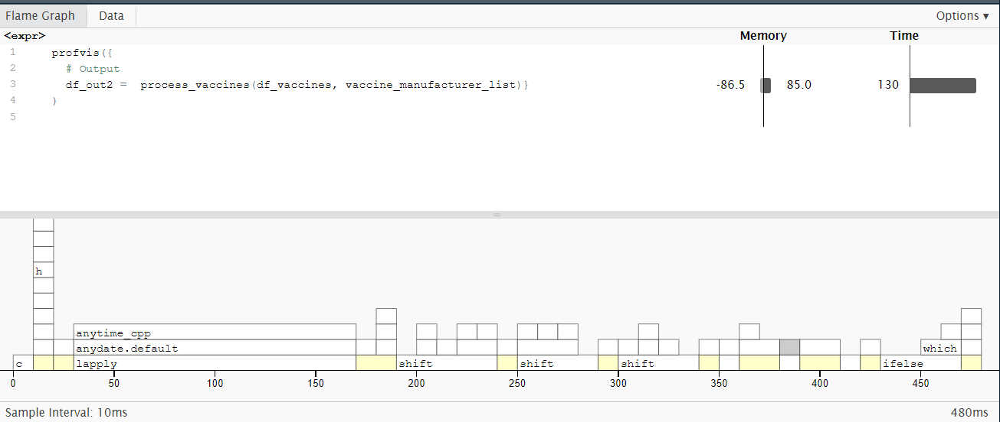 Flame Graph Data Options ▼
<expr> Memory Time
1 profvis({
2 # Output
3 df_out2 = process_vaccines(df_vaccines, vaccine_manufacturer_list)} -86.5 85.0 130
4 )
5
h
anytime_cpp
anydate.default which
c lapply shift shift shift ifelse
0 50 100 150 200 250 300 350 400 450
Sample Interval: 10ms 480ms